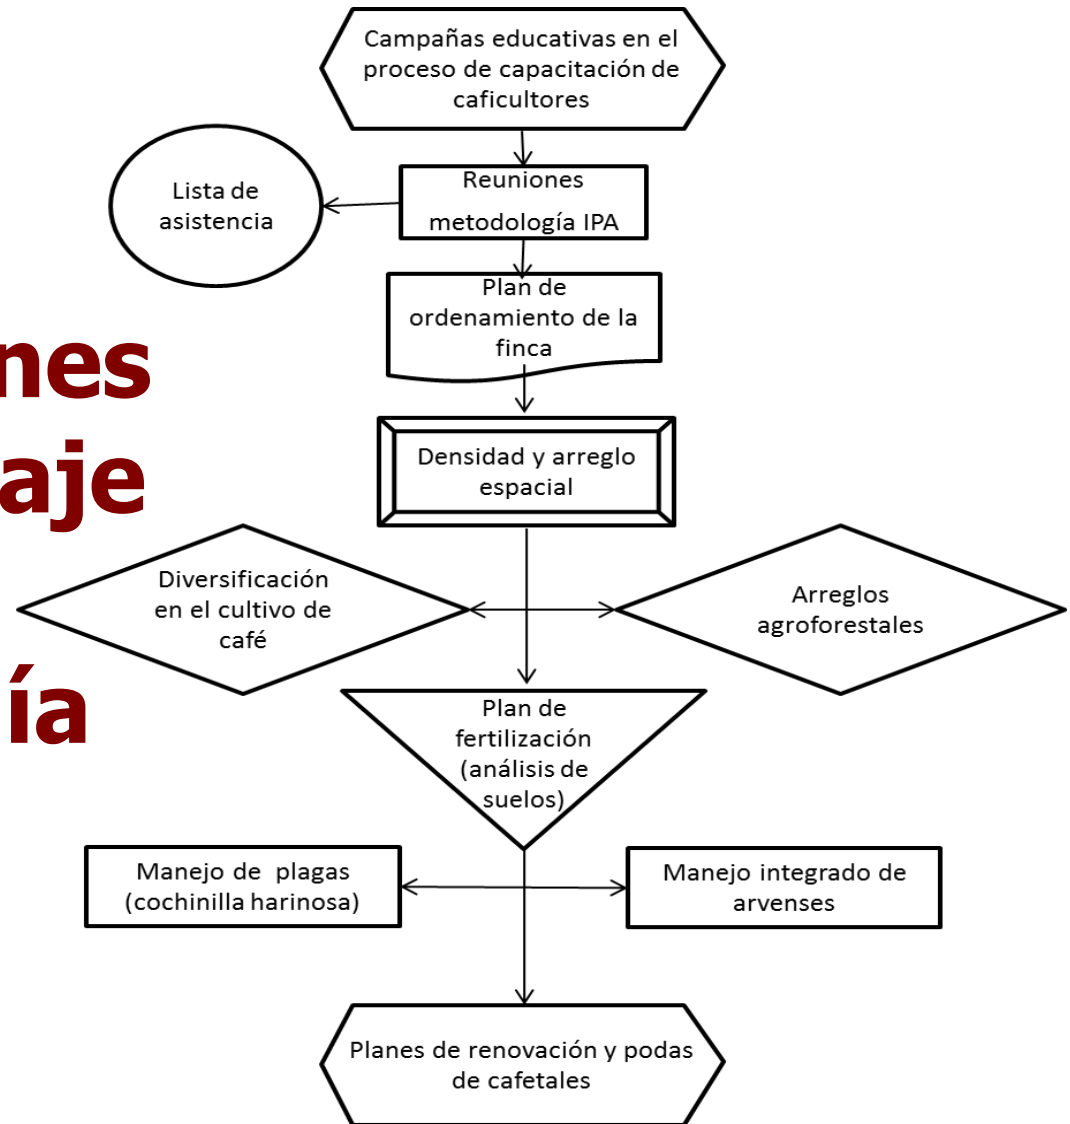 Campañas educativas en el
proceso de capacitación de
caficultores
Reuniones
metodología IPA
Lista de
asistencia
Plan de
ordenamiento de la
finca
nes
aje
ía
Densidad y arreglo
espacial
Diversificación
en el cultivo de
café
Arreglos
agroforestales
Plan de
fertilización
(análisis de
suelos)
Manejo de plagas
(cochinilla harinosa)
Manejo integrado de
arvenses
Planes de renovación y podas
de cafetales